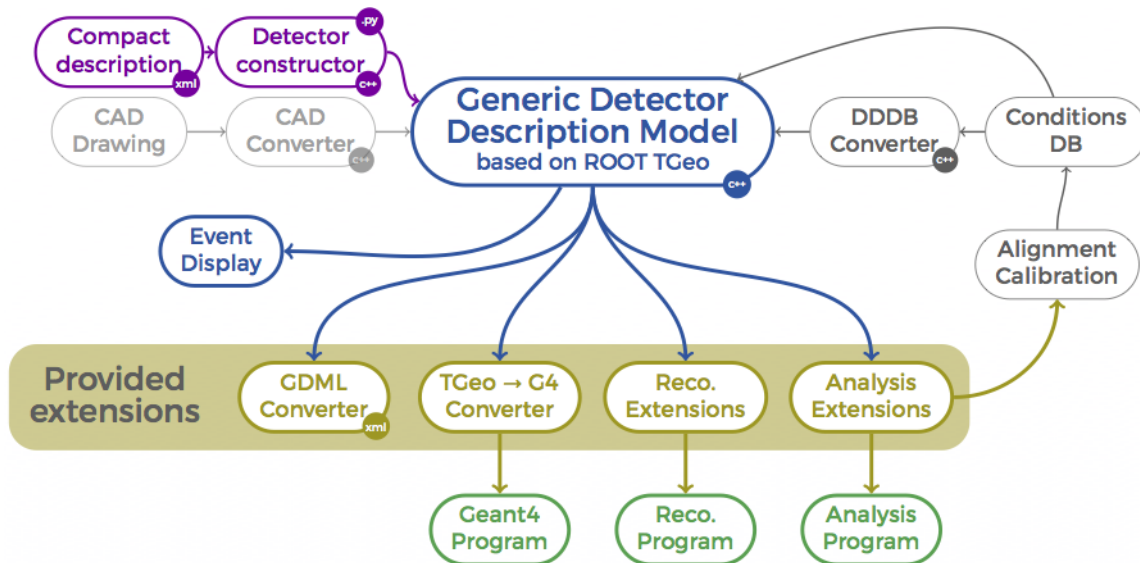 Compact
description
xml
.py
Detector
constructor
c++
CAD
Drawing
CAD
Converter
c++
Generic Detector
Description Model
based on ROOT TGeo
c++
DDDB
Converter
c++
Conditions
DB
Event
Display
Alignment
Calibration
Provided
extensions
GDML
Converter
xml
TGeo → G4
Converter
Reco.
Extensions
Analysis
Extensions
Geant4
Program
Reco.
Program
Analysis
Program